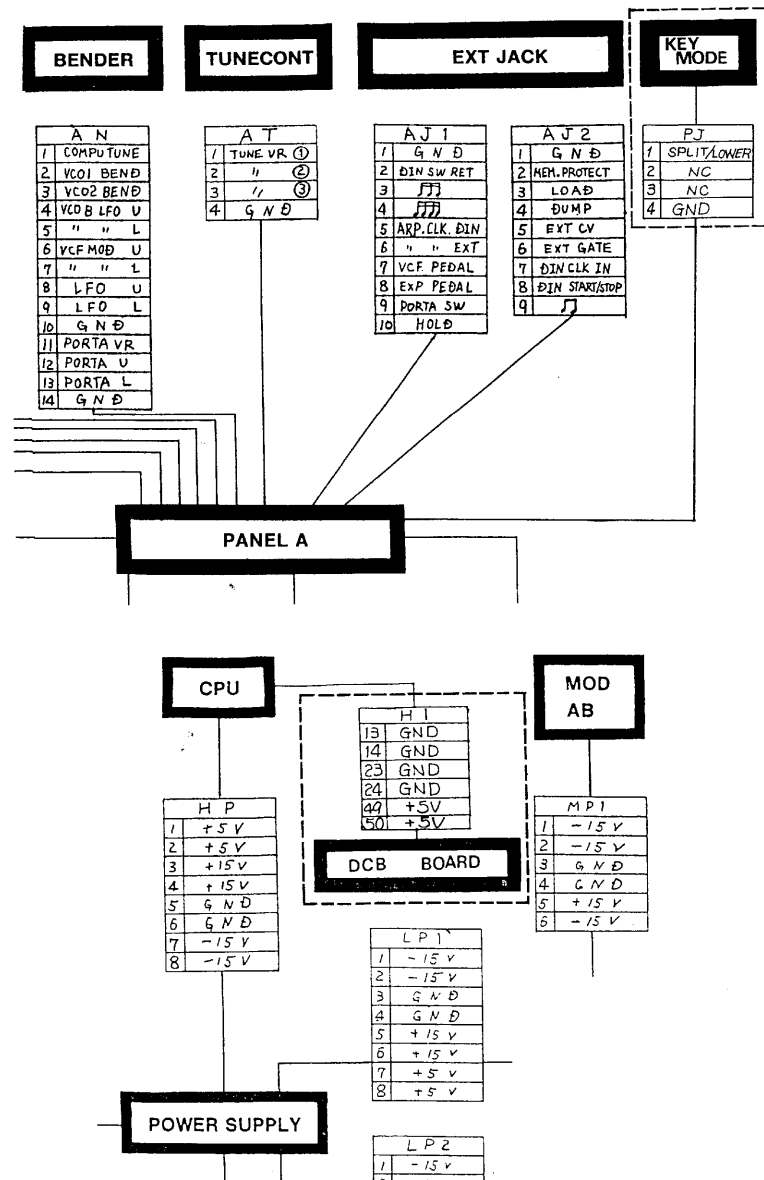 BENDER
TUNECONT
EXT JACK
KEY
MODE
AN
1 COMPUTUNE
2 VCO1 BEND
3 VCO2 BEND
4 VCO B LFO U
5 " " L
6 VCF MOD U
7 " " L
8 LFO U
9 LFO L
10 GND
11 PORTA VR
12 PORTA U
13 PORTA L
14 GND
AT
1 TUNE VR ①
2 " ②
3 " ③
4 GND
AJ1
1 GND
2 DIN SW RET
3
4
5 ARP.CLK.DIN
6 " " EXT
7 VCF. PEDAL
8 EXP PEDAL
9 PORTA SW
10 HOLD
AJ2
1 GND
2 MEM.PROTECT
3 LOAD
4 DUMP
5 EXT CV
6 EXT GATE
7 DIN CLK IN
8 DIN START/STOP
9 ♫
PJ
1 SPLIT/LOWER
2 NC
3 NC
4 GND
PANEL A
CPU
MOD
AB
H1
13 GND
14 GND
23 GND
24 GND
49 +5V
50 +5V
DCB BOARD
HP
1 +5V
2 +5V
3 +15V
4 +15V
5 GND
6 GND
7 -15V
8 -15V
MP1
1 -15V
2 -15V
3 GND
4 GND
5 +15V
6 -15V
LP1
1 -15V
2 -15V
3 GND
4 GND
5 +15V
6 +15V
7 +5V
8 +5V
POWER SUPPLY
LP2
1 -15V